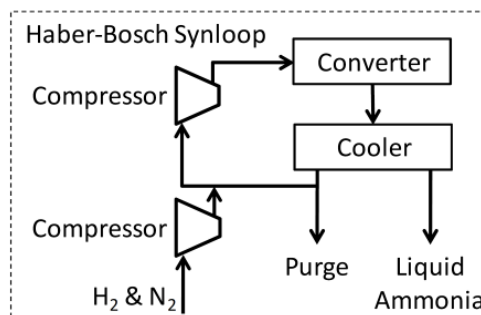 Haber-Bosch Synloop
Compressor
Converter
Cooler
Compressor
Purge
Liquid
Ammonia
H₂ & N₂